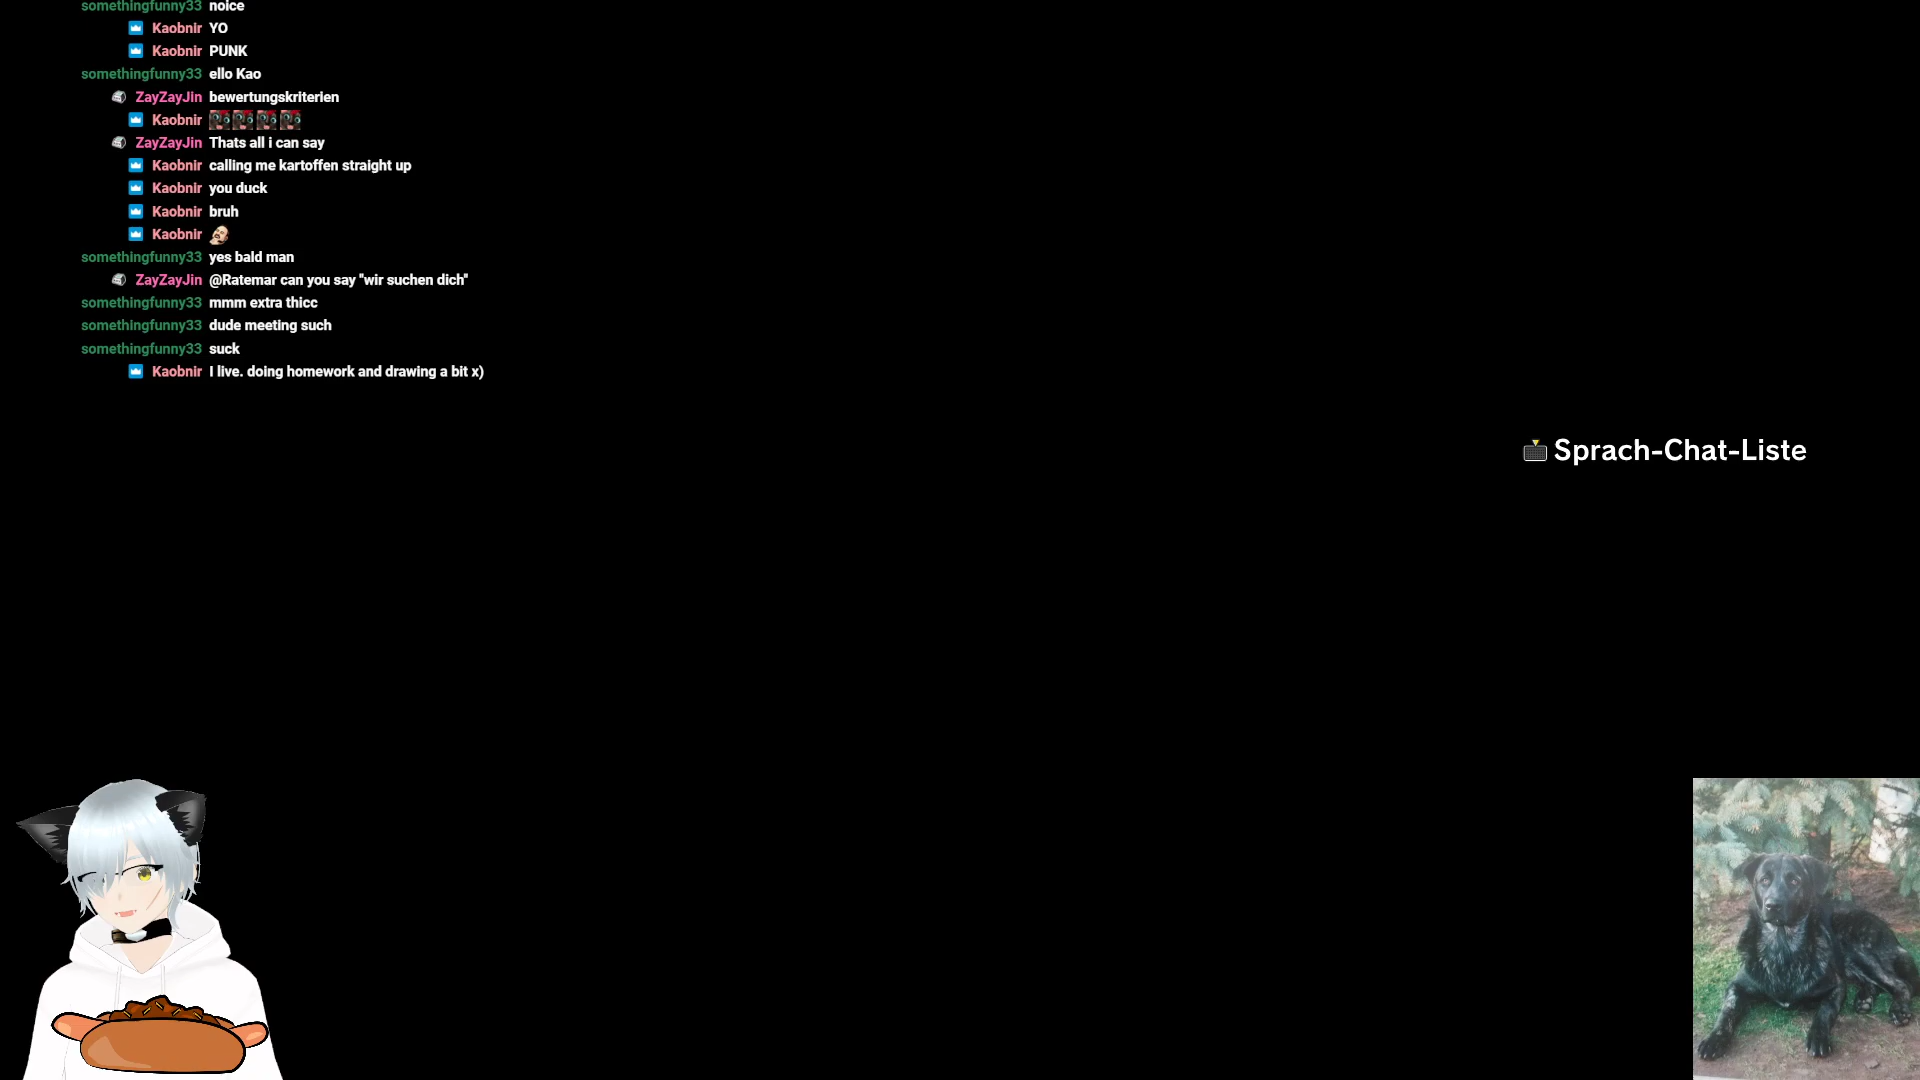 somethingfunny33 noice
Kaobnir YO
Kaobnir PUNK
somethingfunny33 ello Kao
ZayZayJin bewertungskriterien
Kaobnir
ZayZayJin Thats all i can say
Kaobnir calling me kartoffen straight up
Kaobnir you duck
Kaobnir bruh
Kaobnir
somethingfunny33 yes bald man
ZayZayJin @Ratemar can you say "wir suchen dich"
somethingfunny33 mmm extra thicc
somethingfunny33 dude meeting such
somethingfunny33 suck
Kaobnir I live. doing homework and drawing a bit x)
Sprach-Chat-Liste